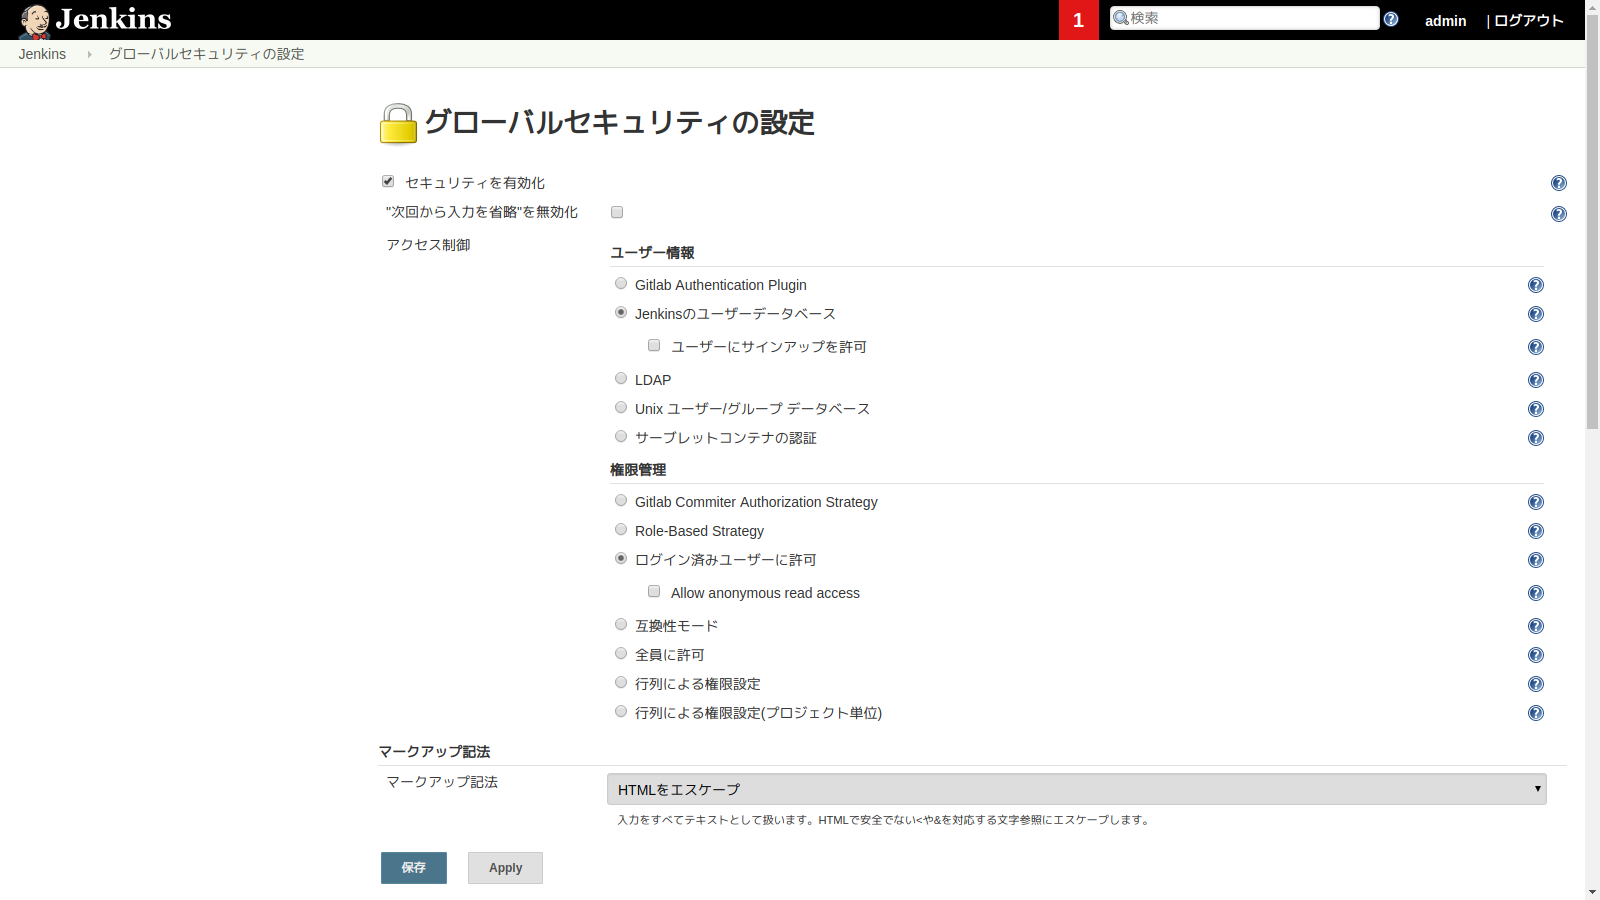 Jenkins
1
検索
admin
| ログアウト
Jenkins
グローバルセキュリティの設定
グローバルセキュリティの設定
セキュリティを有効化
"次回から入力を省略"を無効化
アクセス制御
ユーザー情報
Gitlab Authentication Plugin
Jenkinsのユーザーデータベース
ユーザーにサインアップを許可
LDAP
Unix ユーザー/グループ データベース
サーブレットコンテナの認証
権限管理
Gitlab Commiter Authorization Strategy
Role-Based Strategy
ログイン済みユーザーに許可
Allow anonymous read access
互換性モード
全員に許可
行列による権限設定
行列による権限設定(プロジェクト単位)
マークアップ記法
マークアップ記法
HTMLをエスケープ
入力をすべてテキストとして扱います。HTMLで安全でない<や&を対応する文字参照にエスケープします。
保存
Apply